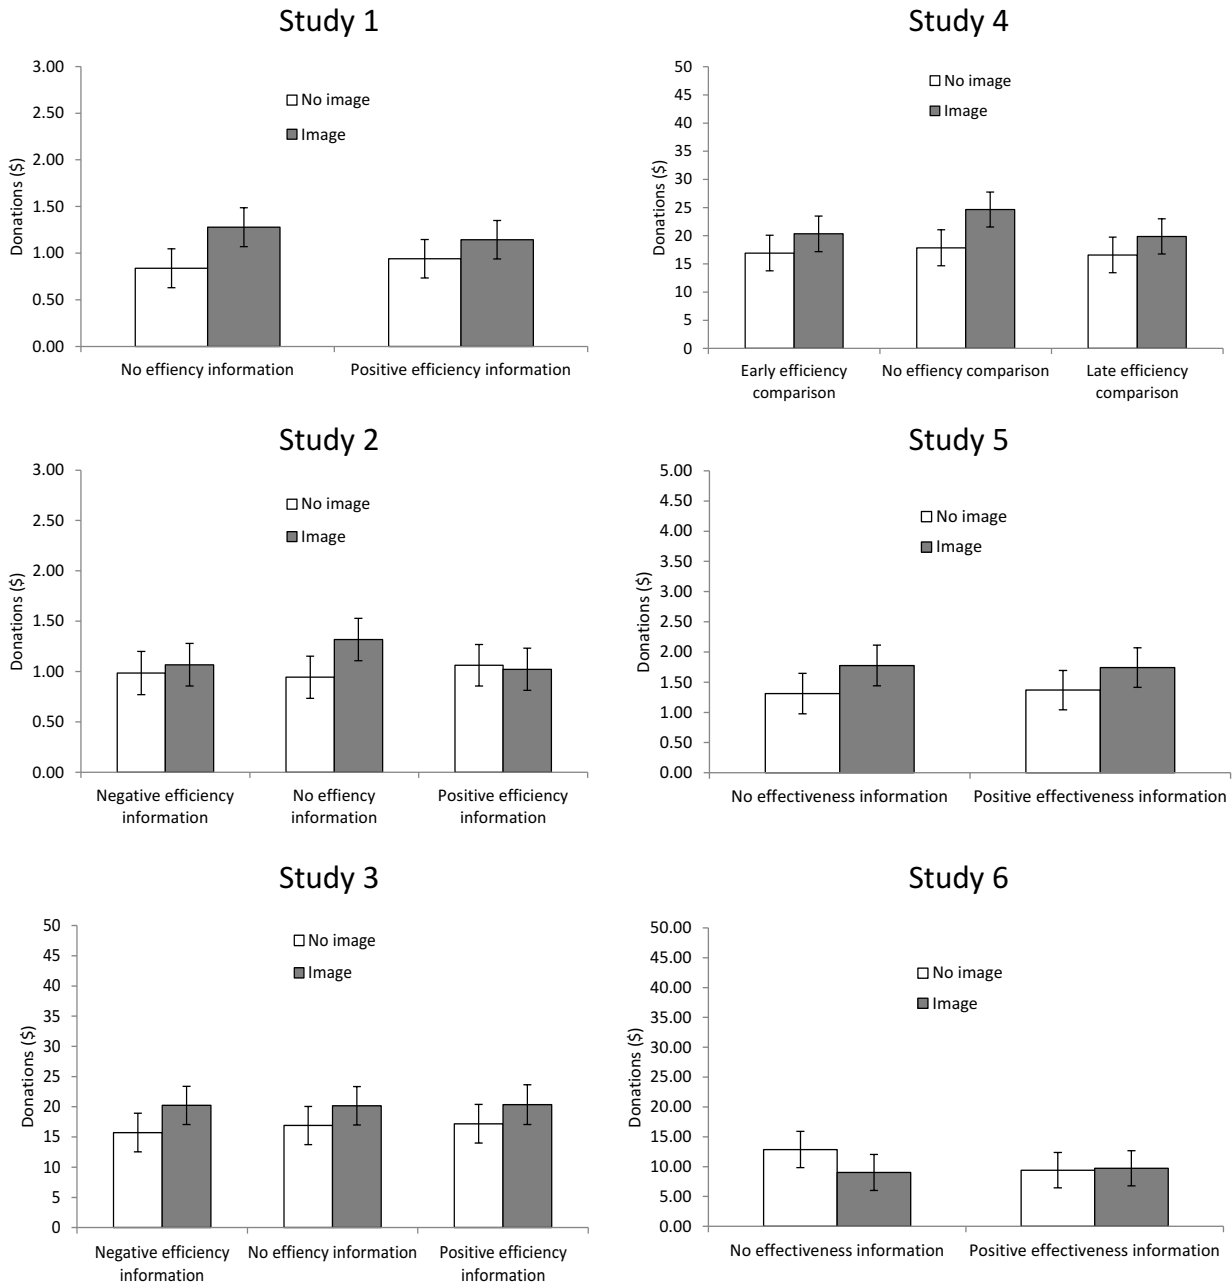 Study 1
3.00
2.50
2.00
1.50
1.00
0.50
0.00
Donations ($)
No image
Image
No effiency information
Positive efficiency information
Study 4
50
45
40
35
30
25
20
15
10
5
0
Donations ($)
No image
Image
Early efficiency
comparison
No effiency comparison
Late efficiency
comparison
Study 2
3.00
2.50
2.00
1.50
1.00
0.50
0.00
Donations ($)
No image
Image
Negative efficiency
information
No effiency
information
Positive efficiency
information
Study 5
5.00
4.50
4.00
3.50
3.00
2.50
2.00
1.50
1.00
0.50
0.00
Donations ($)
No image
Image
No effectiveness information
Positive effectiveness information
Study 3
50
45
40
35
30
25
20
15
10
5
0
Donations ($)
No image
Image
Negative efficiency
information
No effiency information
Positive efficiency
information
Study 6
50.00
45.00
40.00
35.00
30.00
25.00
20.00
15.00
10.00
5.00
0.00
Donations ($)
No image
Image
No effectiveness information
Positive effectiveness information